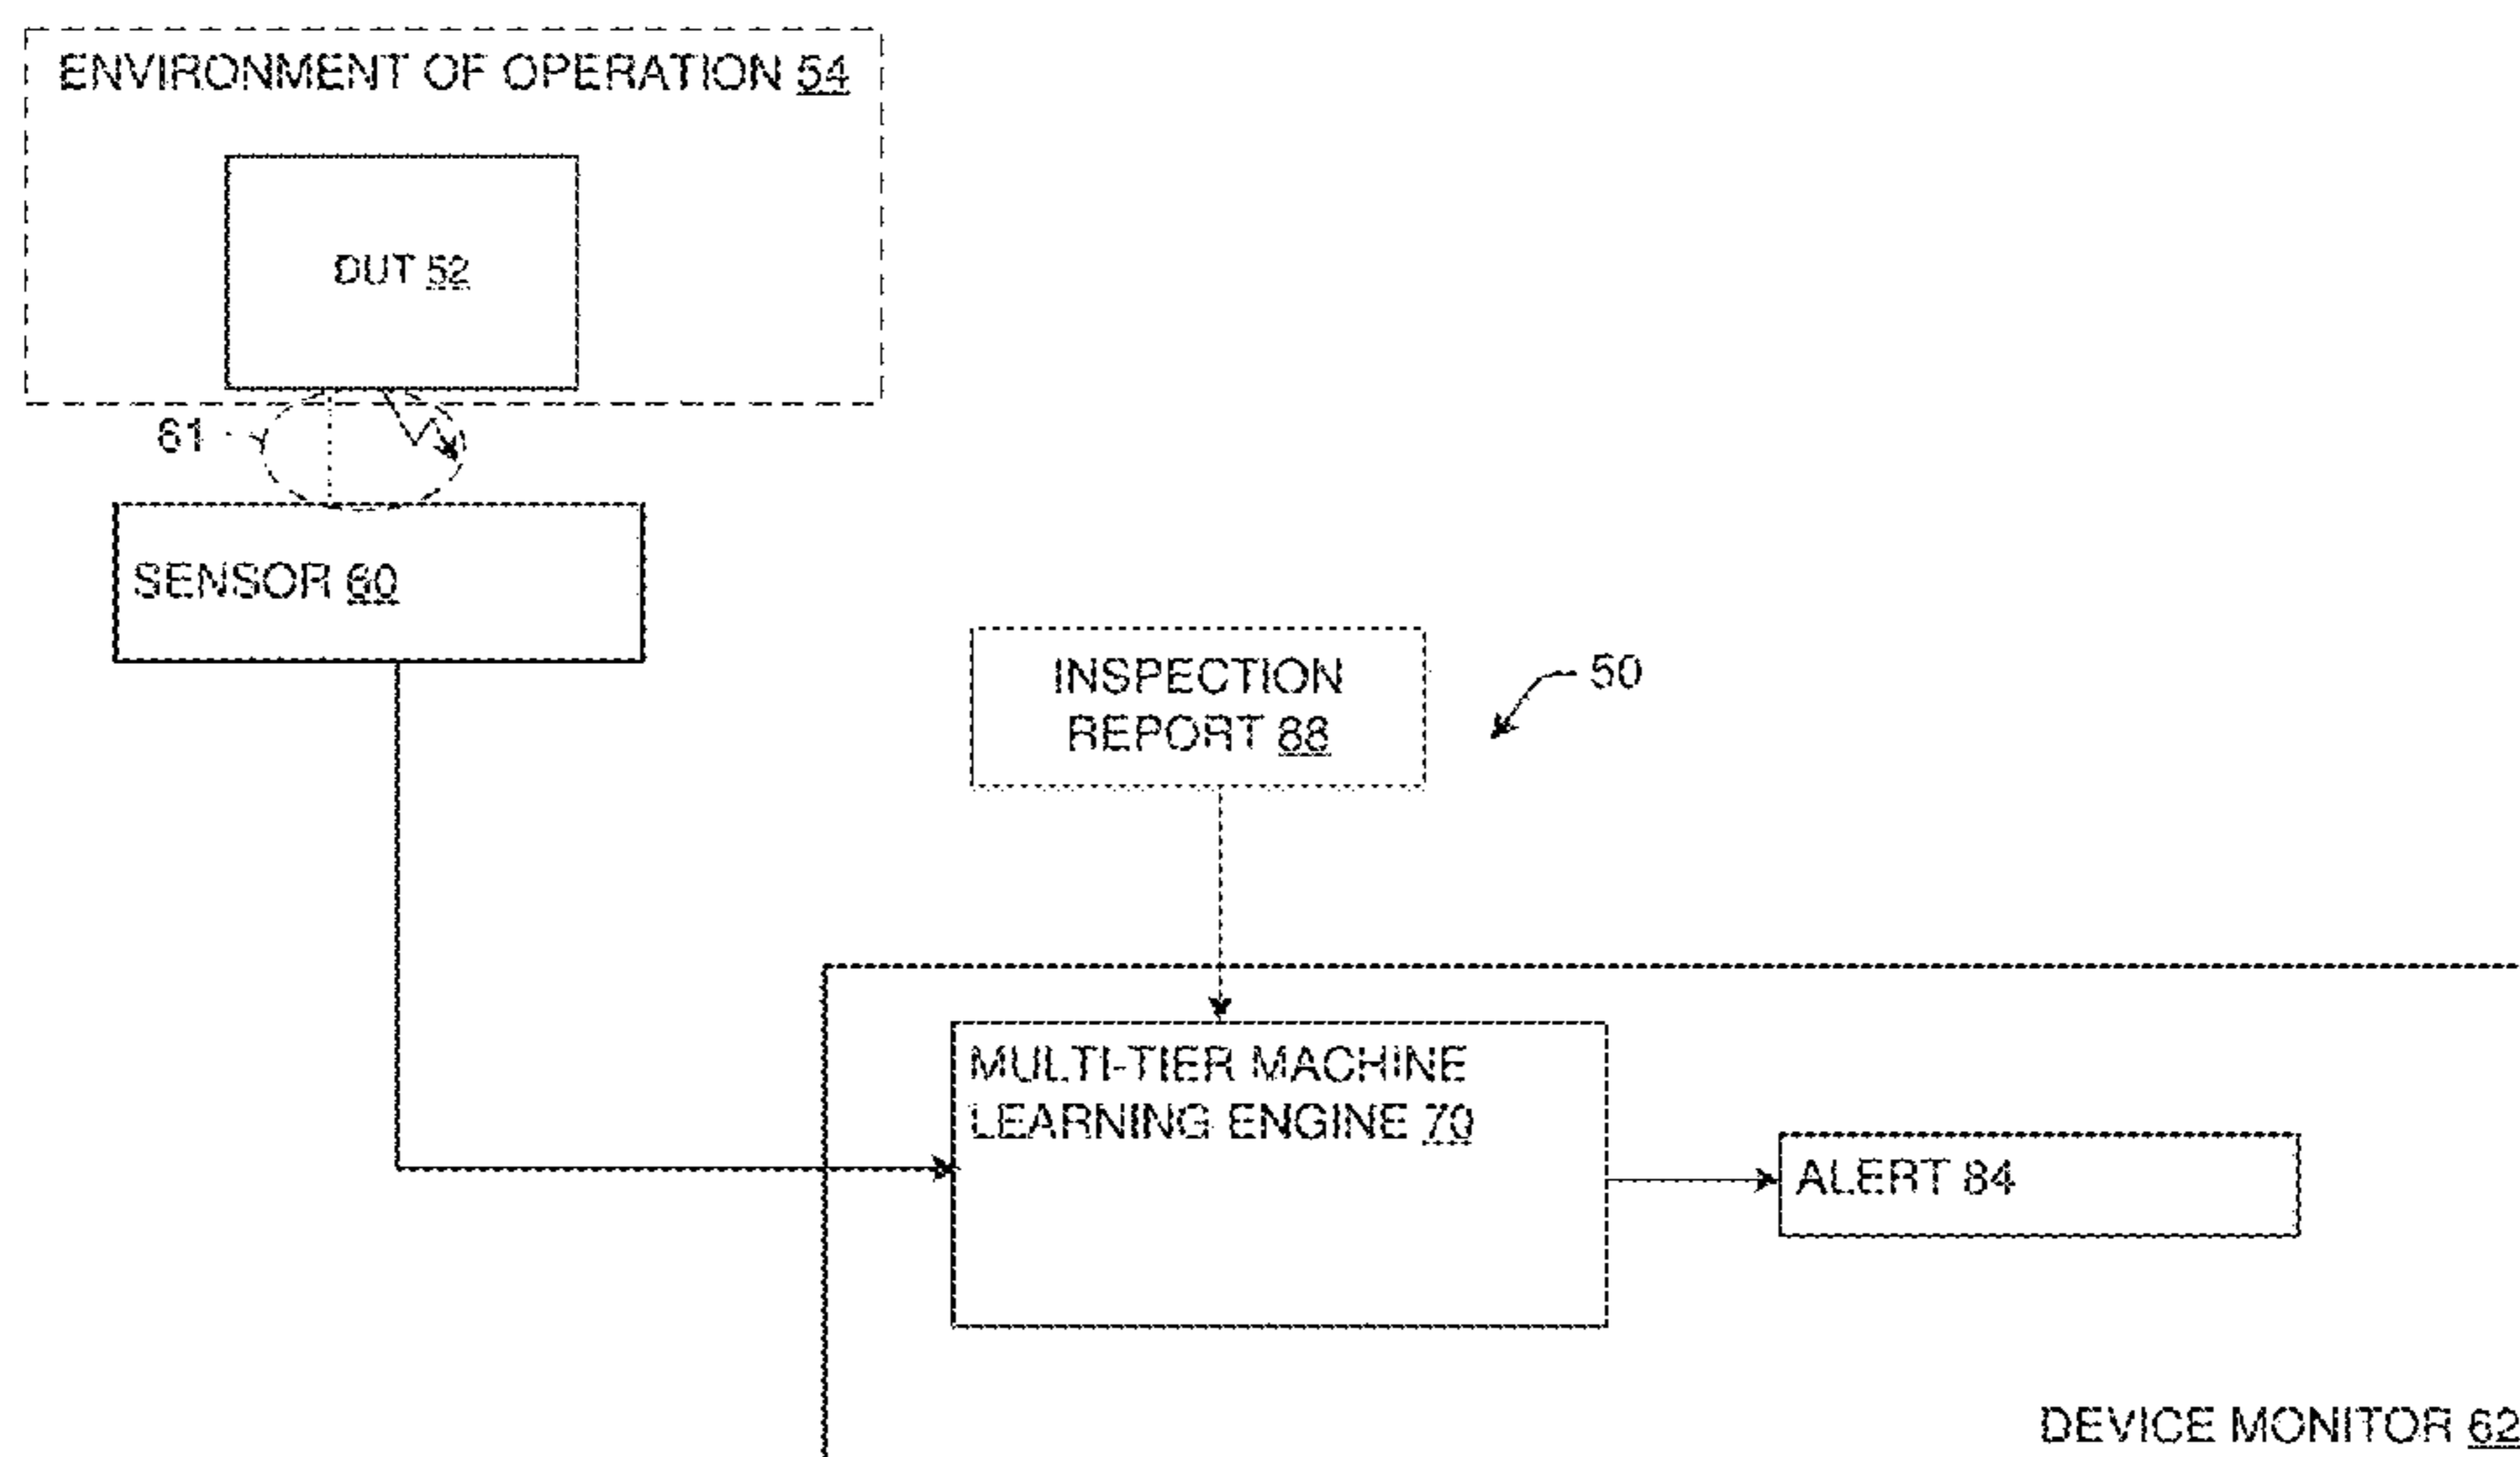 ENVIRONMENT OF OPERATION 54
DUT 52
61
SENSOR 60
INSPECTION
REPORT 88
50
MULTI-TIER MACHINE
LEARNING ENGINE 70
ALERT 84
DEVICE MONITOR 62